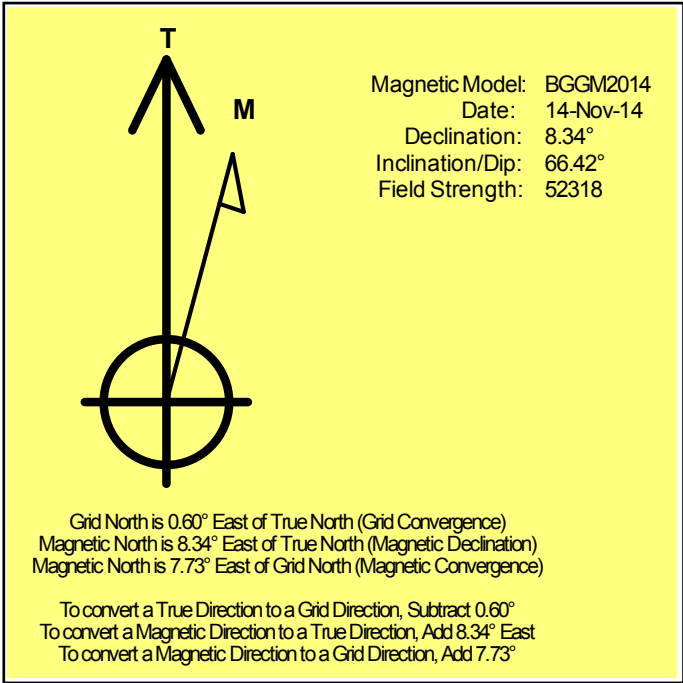 T
M
Magnetic Model: BGGM2014
Date: 14-Nov-14
Declination: 8.34°
Inclination/Dip: 66.42°
Field Strength: 52318
Grid North is 0.60° East of True North (Grid Convergence)
Magnetic North is 8.34° East of True North (Magnetic Declination)
Magnetic North is 7.73° East of Grid North (Magnetic Convergence)
To convert a True Direction to a Grid Direction, Subtract 0.60°
To convert a Magnetic Direction to a True Direction, Add 8.34° East
To convert a Magnetic Direction to a Grid Direction, Add 7.73°